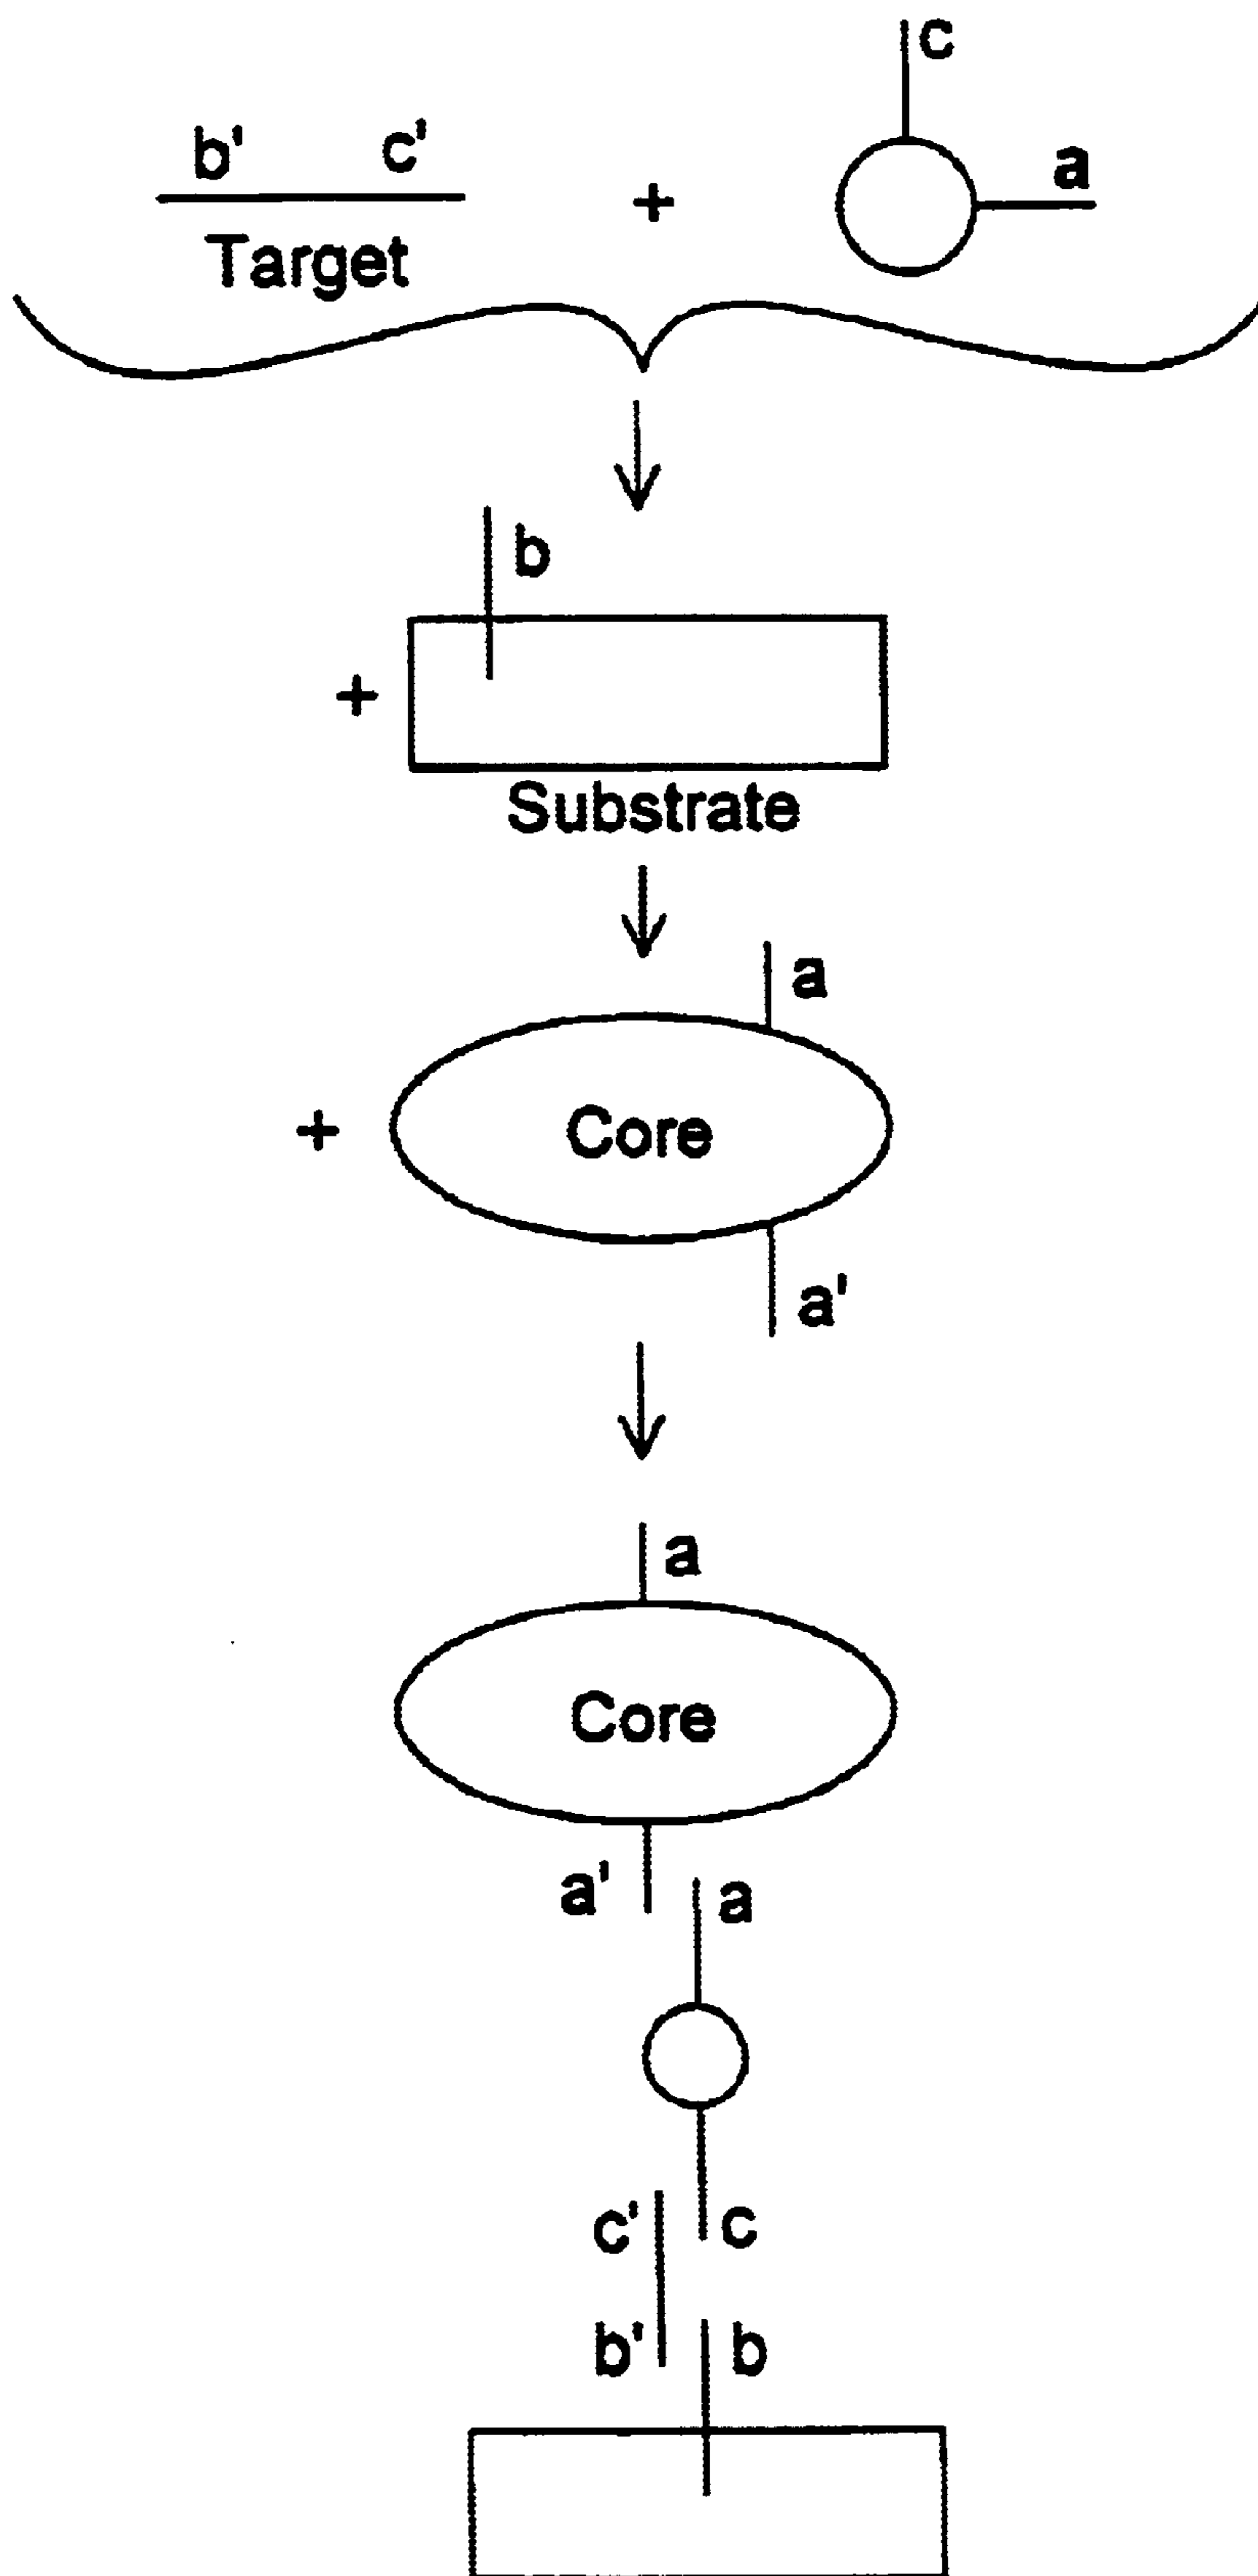 c
b' c' + a
Target
b
+
Substrate
a
+ Core
a'
a
Core
a' a
c' c
b' b